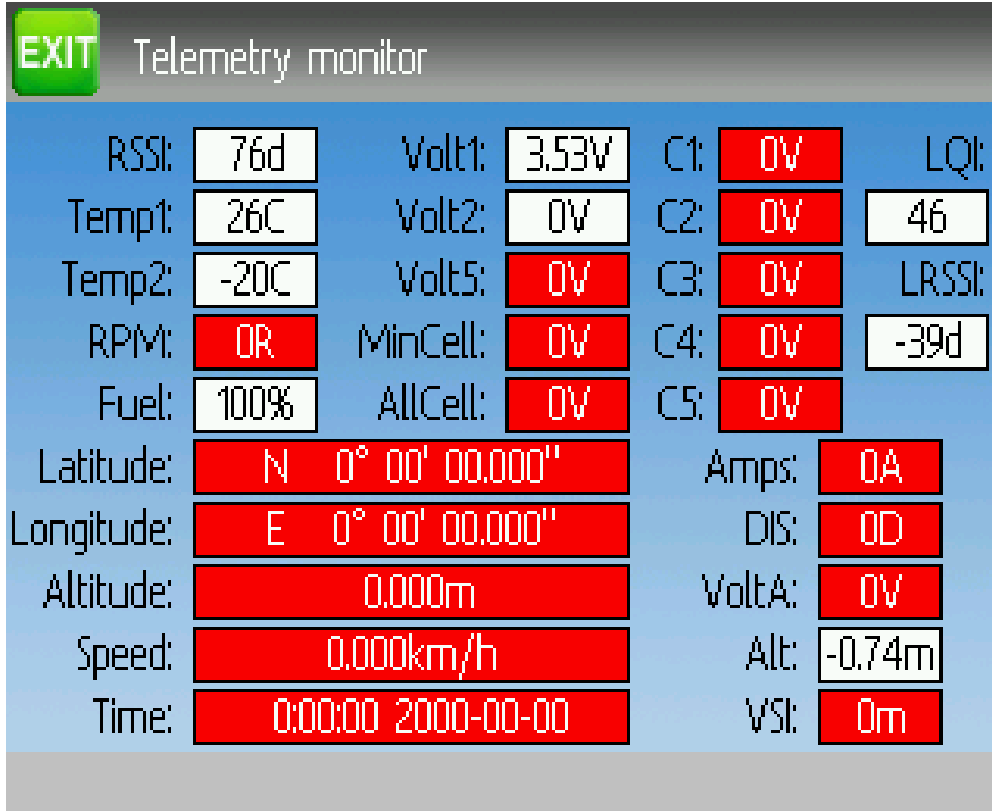 EXIT Telemetry monitor
RSSI: 76d Volt1: 3.53V C1: 0V LQI:
Temp1: 26C Volt2: 0V C2: 0V 46
Temp2: -20C Volt5: 0V C3: 0V LRSSI:
RPM: 0R MinCell: 0V C4: 0V -39d
Fuel: 100% AllCell: 0V C5: 0V
Latitude: N 0° 00' 00.000" Amps: 0A
Longitude: E 0° 00' 00.000" DIS: 0D
Altitude: 0.000m VoltA: 0V
Speed: 0.000km/h Alt: -0.74m
Time: 0:00:00 2000-00-00 VSI: 0m